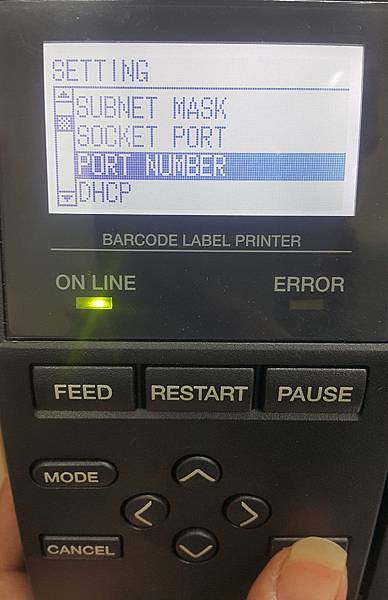 SETTING
SUBNET MASK
SOCKET PORT
PORT NUMBER
DHCP
BARCODE LABEL PRINTER
ON LINE ERROR
FEED RESTART PAUSE
MODE
CANCEL